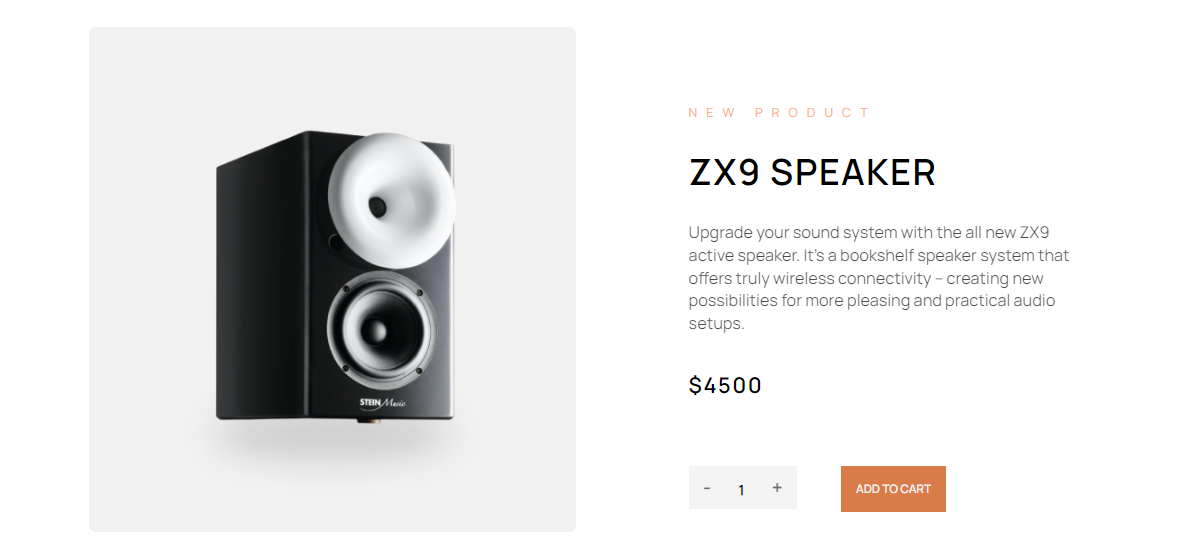 NEW PRODUCT
ZX9 SPEAKER
Upgrade your sound system with the all new ZX9
active speaker. It's a bookshelf speaker system that
offers truly wireless connectivity – creating new
possibilities for more pleasing and practical audio
setups.
$4500
- 1 +
ADD TO CART
STEIN Music